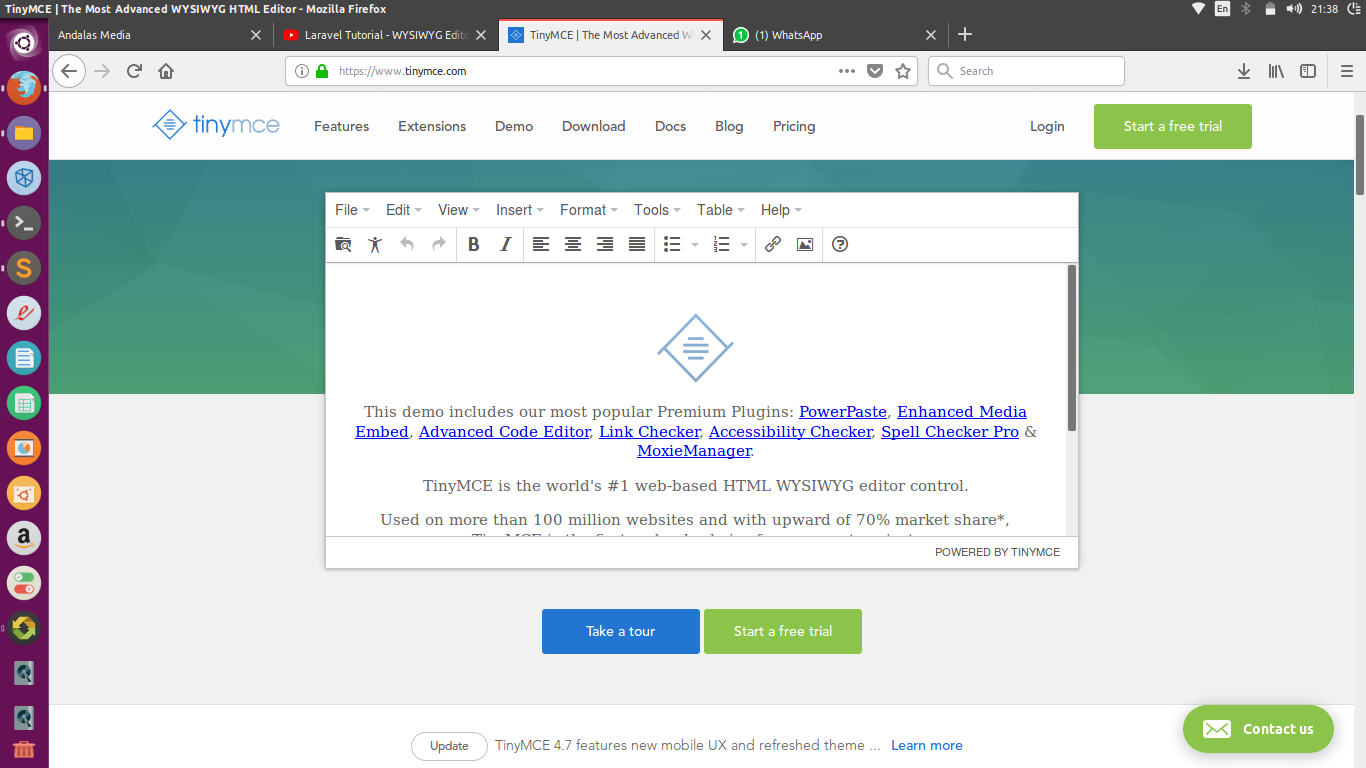 TinyMCE | The Most Advanced WYSIWYG HTML Editor - Mozilla Firefox
En
21:38
Andalas Media
Laravel Tutorial - WYSIWYG Edito
TinyMCE | The Most Advanced W
1
(1) WhatsApp
https://www.tinymce.com
Search
tinymce
Features
Extensions
Demo
Download
Docs
Blog
Pricing
Login
Start a free trial
File
Edit
View
Insert
Format
Tools
Table
Help
B I
This demo includes our most popular Premium Plugins: PowerPaste, Enhanced Media
Embed, Advanced Code Editor, Link Checker, Accessibility Checker, Spell Checker Pro &
MoxieManager.
TinyMCE is the world's #1 web-based HTML WYSIWYG editor control.
Used on more than 100 million websites and with upward of 70% market share*,
POWERED BY TINYMCE
Take a tour
Start a free trial
Update
TinyMCE 4.7 features new mobile UX and refreshed theme ...
Learn more
Contact us